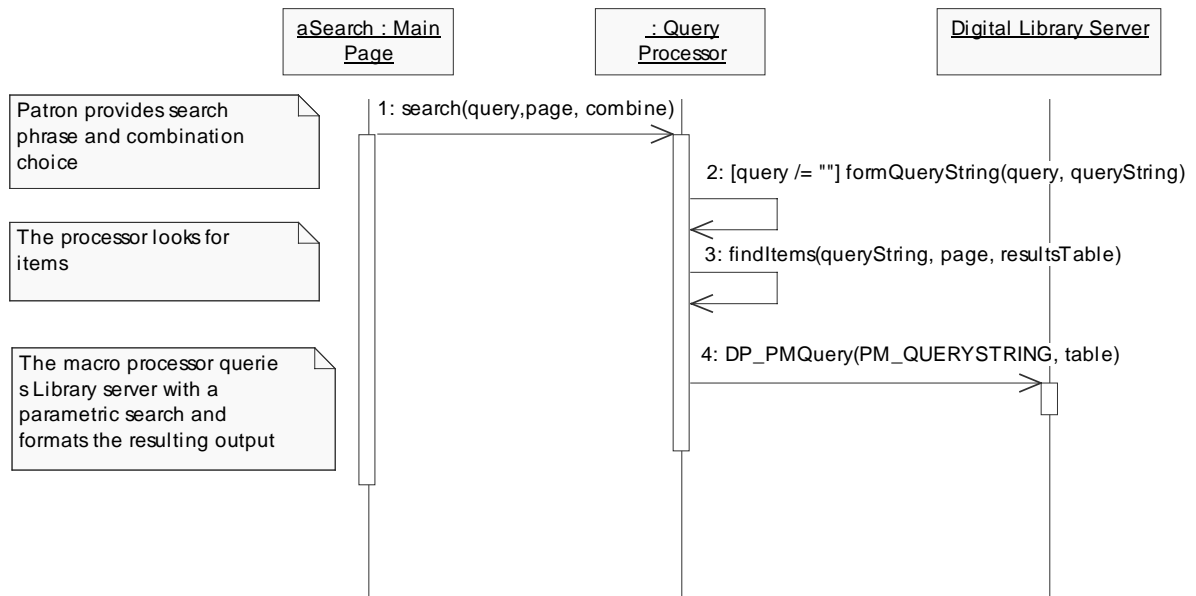 aSearch : Main
Page
: Query
Processor
Digital Library Server
Patron provides search
phrase and combination
choice
1: search(query,page, combine)
2: [query /= ""] formQueryString(query, queryString)
The processor looks for
items
3: findItems(queryString, page, resultsTable)
The macro processor querie
s Library server with a
parametric search and
formats the resulting output
4: DP_PMQuery(PM_QUERYSTRING, table)